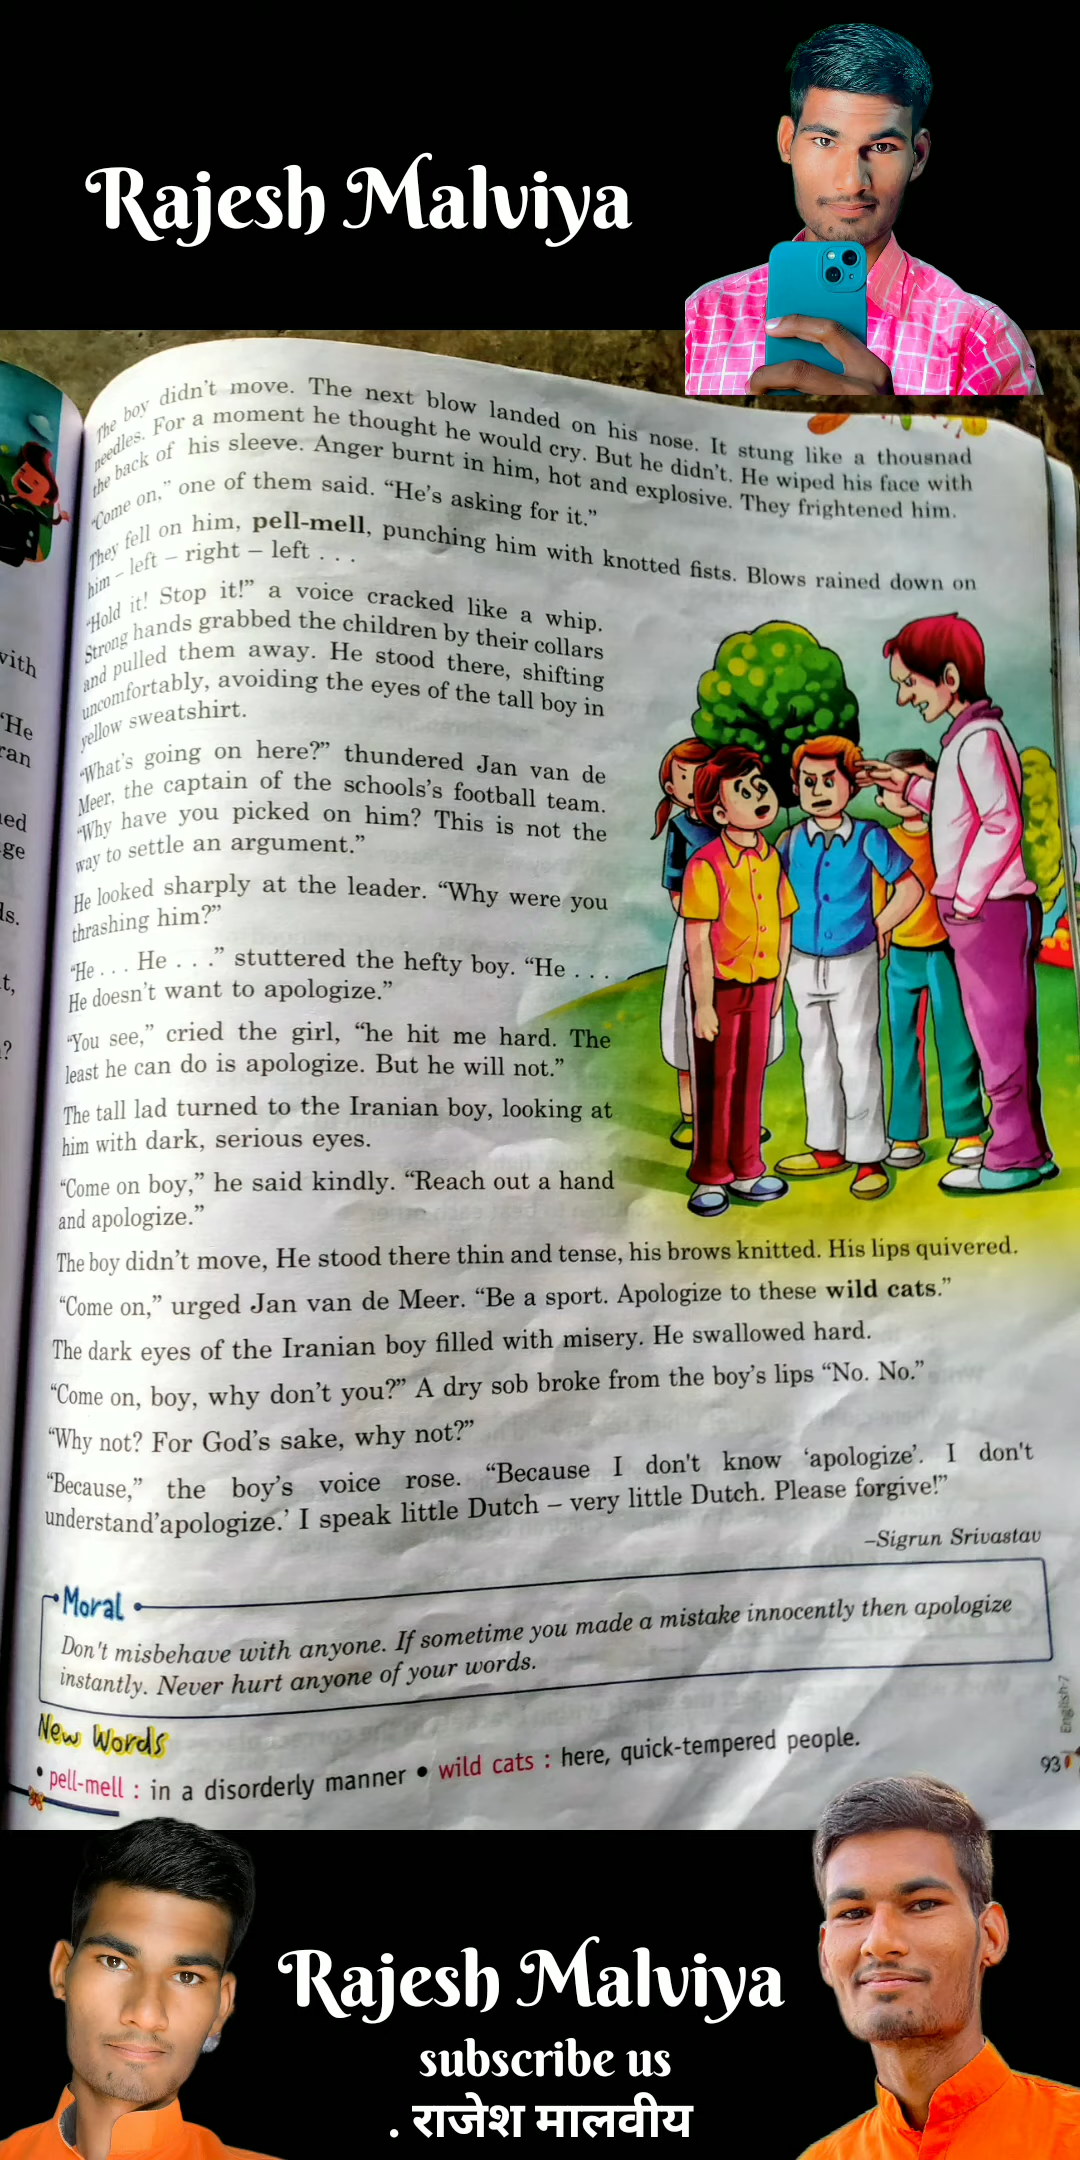 Rajesh Malviya
The boy didn't move. The next blow landed on his nose. It stung like a thousnad
needles. For a moment he thought he would cry. But he didn't. He wiped his face with
the back of his sleeve. Anger burnt in him, hot and explosive. They frightened him.
"Come on," one of them said. "He's asking for it."
They fell on him, pell-mell, punching him with knotted fists. Blows rained down on
him – left – right – left . . .
"Hold it! Stop it!" a voice cracked like a whip.
Strong hands grabbed the children by their collars
and pulled them away. He stood there, shifting
uncomfortably, avoiding the eyes of the tall boy in
yellow sweatshirt.
"What's going on here?" thundered Jan van de
Meer, the captain of the schools's football team.
"Why have you picked on him? This is not the
way to settle an argument."
He looked sharply at the leader. "Why were you
thrashing him?"
"He . . . He . . ." stuttered the hefty boy. "He . . .
He doesn't want to apologize."
"You see," cried the girl, "he hit me hard. The
least he can do is apologize. But he will not."
The tall lad turned to the Iranian boy, looking at
him with dark, serious eyes.
"Come on boy," he said kindly. "Reach out a hand
and apologize."
The boy didn't move, He stood there thin and tense, his brows knitted. His lips quivered.
"Come on," urged Jan van de Meer. "Be a sport. Apologize to these wild cats."
The dark eyes of the Iranian boy filled with misery. He swallowed hard.
"Come on, boy, why don't you?" A dry sob broke from the boy's lips "No. No."
"Why not? For God's sake, why not?"
"Because," the boy's voice rose. "Because I don't know 'apologize'. I don't
understand'apologize.' I speak little Dutch – very little Dutch. Please forgive!"
–Sigrun Srivastav
Moral
Don't misbehave with anyone. If sometime you made a mistake innocently then apologize
instantly. Never hurt anyone of your words.
New Words
• pell-mell : in a disorderly manner • wild cats : here, quick-tempered people.
English-7
93
with
"He
ran
ge
ls.
t,
?
Rajesh Malviya
subscribe us
. राजेश मालवीय